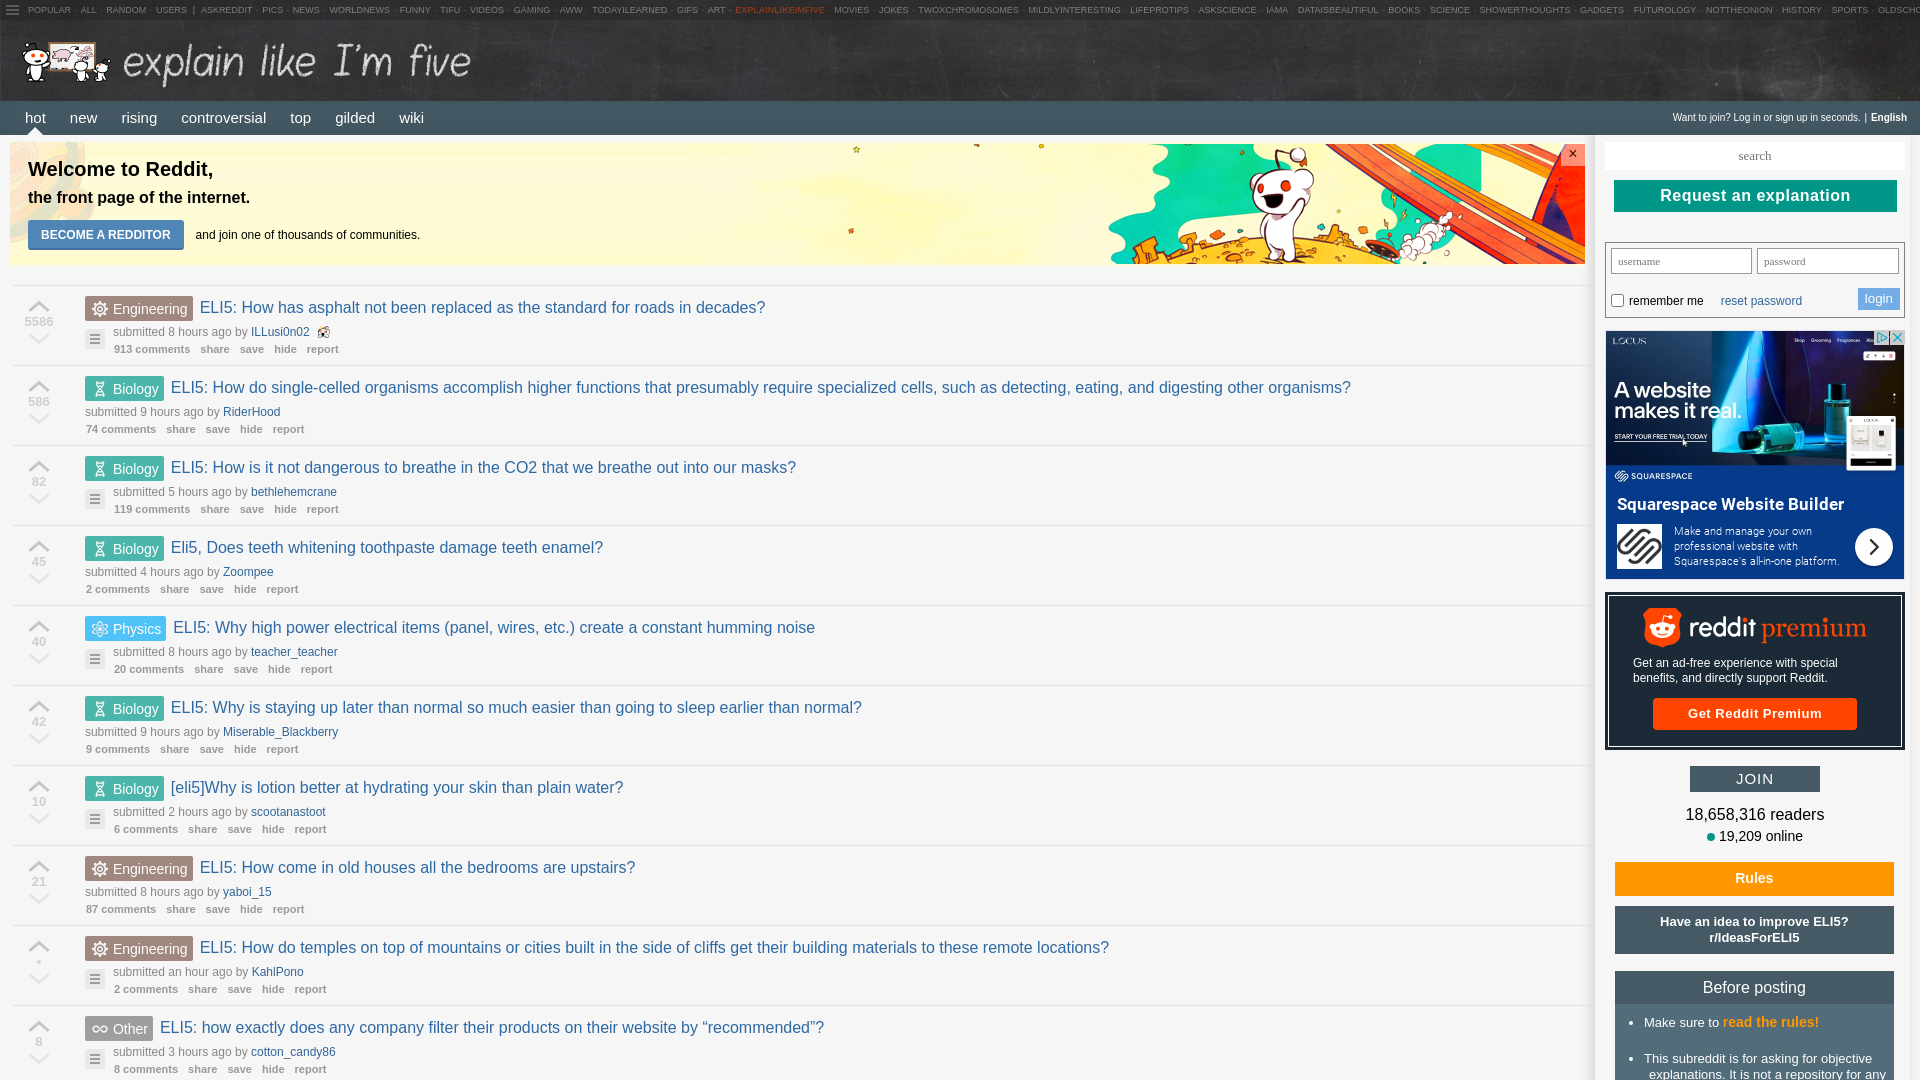 POPULAR - ALL - RANDOM - USERS | ASKREDDIT - PICS - NEWS - WORLDNEWS - FUNNY - TIFU - VIDEOS - GAMING - AWW - TODAYILEARNED - GIFS - ART - EXPLAINLIKEIMFIVE - MOVIES - JOKES - TWOXCHROMOSOMES - MILDLYINTERESTING - LIFEPROTIPS - ASKSCIENCE - IAMA - DATAISBEAUTIFUL - BOOKS - SCIENCE - SHOWERTHOUGHTS - GADGETS - FUTUROLOGY - NOTTHEONION - HISTORY - SPORTS - OLDSCHO
explain like I'm five
hot new rising controversial top gilded wiki
Want to join? Log in or sign up in seconds. | English
Welcome to Reddit,
the front page of the internet.
BECOME A REDDITOR and join one of thousands of communities.
×
5586
Engineering ELI5: How has asphalt not been replaced as the standard for roads in decades?
submitted 8 hours ago by ILLusi0n02
913 comments share save hide report
586
Biology ELI5: How do single-celled organisms accomplish higher functions that presumably require specialized cells, such as detecting, eating, and digesting other organisms?
submitted 9 hours ago by RiderHood
74 comments share save hide report
82
Biology ELI5: How is it not dangerous to breathe in the CO2 that we breathe out into our masks?
submitted 5 hours ago by bethlehemcrane
119 comments share save hide report
45
Biology Eli5, Does teeth whitening toothpaste damage teeth enamel?
submitted 4 hours ago by Zoompee
2 comments share save hide report
40
Physics ELI5: Why high power electrical items (panel, wires, etc.) create a constant humming noise
submitted 8 hours ago by teacher_teacher
20 comments share save hide report
42
Biology ELI5: Why is staying up later than normal so much easier than going to sleep earlier than normal?
submitted 9 hours ago by Miserable_Blackberry
9 comments share save hide report
10
Biology [eli5]Why is lotion better at hydrating your skin than plain water?
submitted 2 hours ago by scootanastoot
6 comments share save hide report
21
Engineering ELI5: How come in old houses all the bedrooms are upstairs?
submitted 8 hours ago by yaboi_15
87 comments share save hide report
•
Engineering ELI5: How do temples on top of mountains or cities built in the side of cliffs get their building materials to these remote locations?
submitted an hour ago by KahlPono
2 comments share save hide report
8
Other ELI5: how exactly does any company filter their products on their website by “recommended”?
submitted 3 hours ago by cotton_candy86
8 comments share save hide report
search
Request an explanation
username password
remember me reset password login
LOCUS
Shop Grooming Fragrances
A website
makes it real.
START YOUR FREE TRIAL TODAY
LOCUS
SQUARESPACE
Squarespace Website Builder
Make and manage your own
professional website with
Squarespace's all-in-one platform.
reddit premium
Get an ad-free experience with special
benefits, and directly support Reddit.
Get Reddit Premium
JOIN
18,658,316 readers
19,209 online
Rules
Have an idea to improve ELI5?
r/IdeasForELI5
Before posting
• Make sure to read the rules!
• This subreddit is for asking for objective
explanations. It is not a repository for any